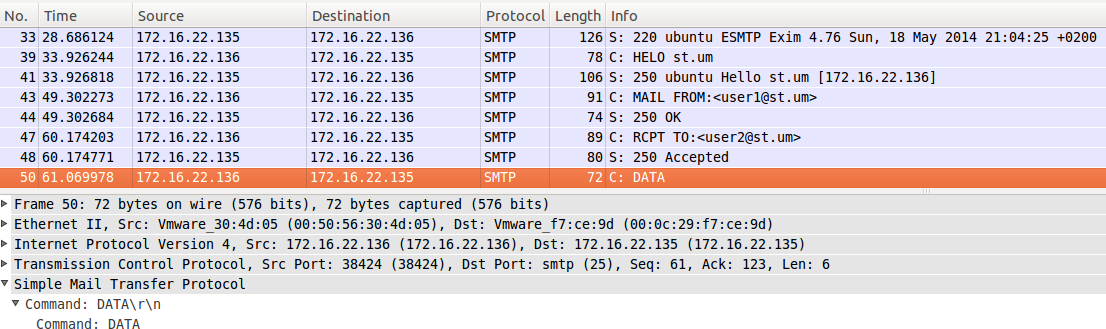 No. Time Source Destination Protocol Length Info
33 28.686124 172.16.22.135 172.16.22.136 SMTP 126 S: 220 ubuntu ESMTP Exim 4.76 Sun, 18 May 2014 21:04:25 +0200
39 33.926244 172.16.22.136 172.16.22.135 SMTP 78 C: HELO st.um
41 33.926818 172.16.22.135 172.16.22.136 SMTP 106 S: 250 ubuntu Hello st.um [172.16.22.136]
43 49.302273 172.16.22.136 172.16.22.135 SMTP 91 C: MAIL FROM:<user1@st.um>
44 49.302684 172.16.22.135 172.16.22.136 SMTP 74 S: 250 OK
47 60.174203 172.16.22.136 172.16.22.135 SMTP 89 C: RCPT TO:<user2@st.um>
48 60.174771 172.16.22.135 172.16.22.136 SMTP 80 S: 250 Accepted
50 61.069978 172.16.22.136 172.16.22.135 SMTP 72 C: DATA
Frame 50: 72 bytes on wire (576 bits), 72 bytes captured (576 bits)
Ethernet II, Src: Vmware_30:4d:05 (00:50:56:30:4d:05), Dst: Vmware_f7:ce:9d (00:0c:29:f7:ce:9d)
Internet Protocol Version 4, Src: 172.16.22.136 (172.16.22.136), Dst: 172.16.22.135 (172.16.22.135)
Transmission Control Protocol, Src Port: 38424 (38424), Dst Port: smtp (25), Seq: 61, Ack: 123, Len: 6
Simple Mail Transfer Protocol
Command: DATA\r\n
Command: DATA